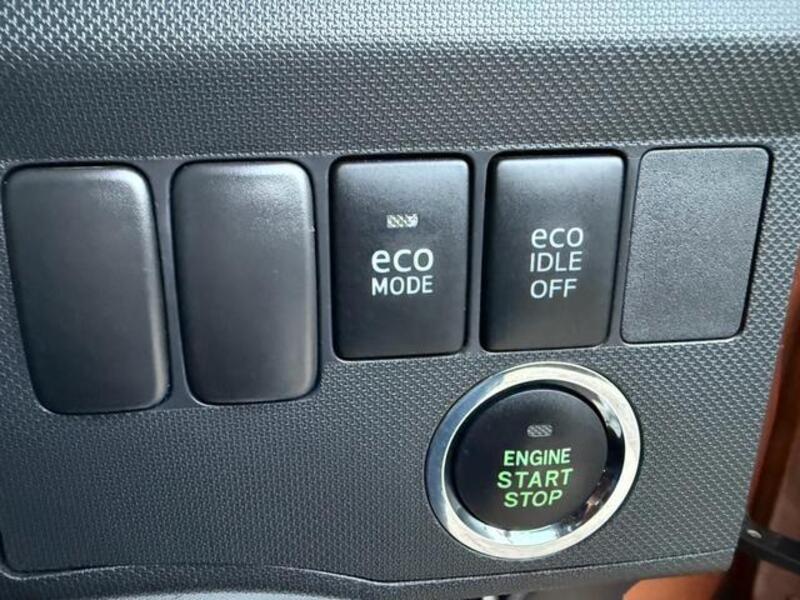 eco
MODE
eco
IDLE
OFF
ENGINE
START
STOP